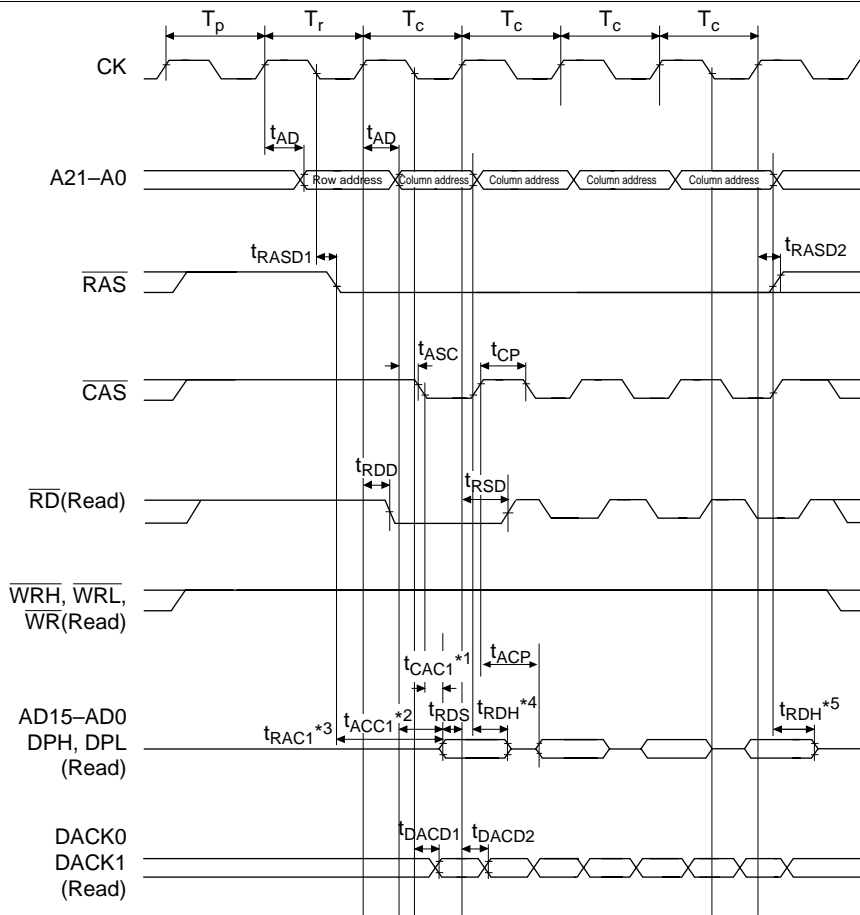 Tp Tr Tc Tc Tc Tc
CK
tAD tAD
A21–A0 Row address Column address Column address Column address Column address
tRASD1 tRASD2
RAS
tASC tCP
CAS
tRDD tRSD
RD(Read)
WRH, WRL,
WR(Read)
tCAC1*1 tACP
AD15–AD0
DPH, DPL
(Read)
tRAC1*3 tACC1*2 tRDS tRDH*4 tRDH*5
DACK0
DACK1
(Read)
tDACD1 tDACD2